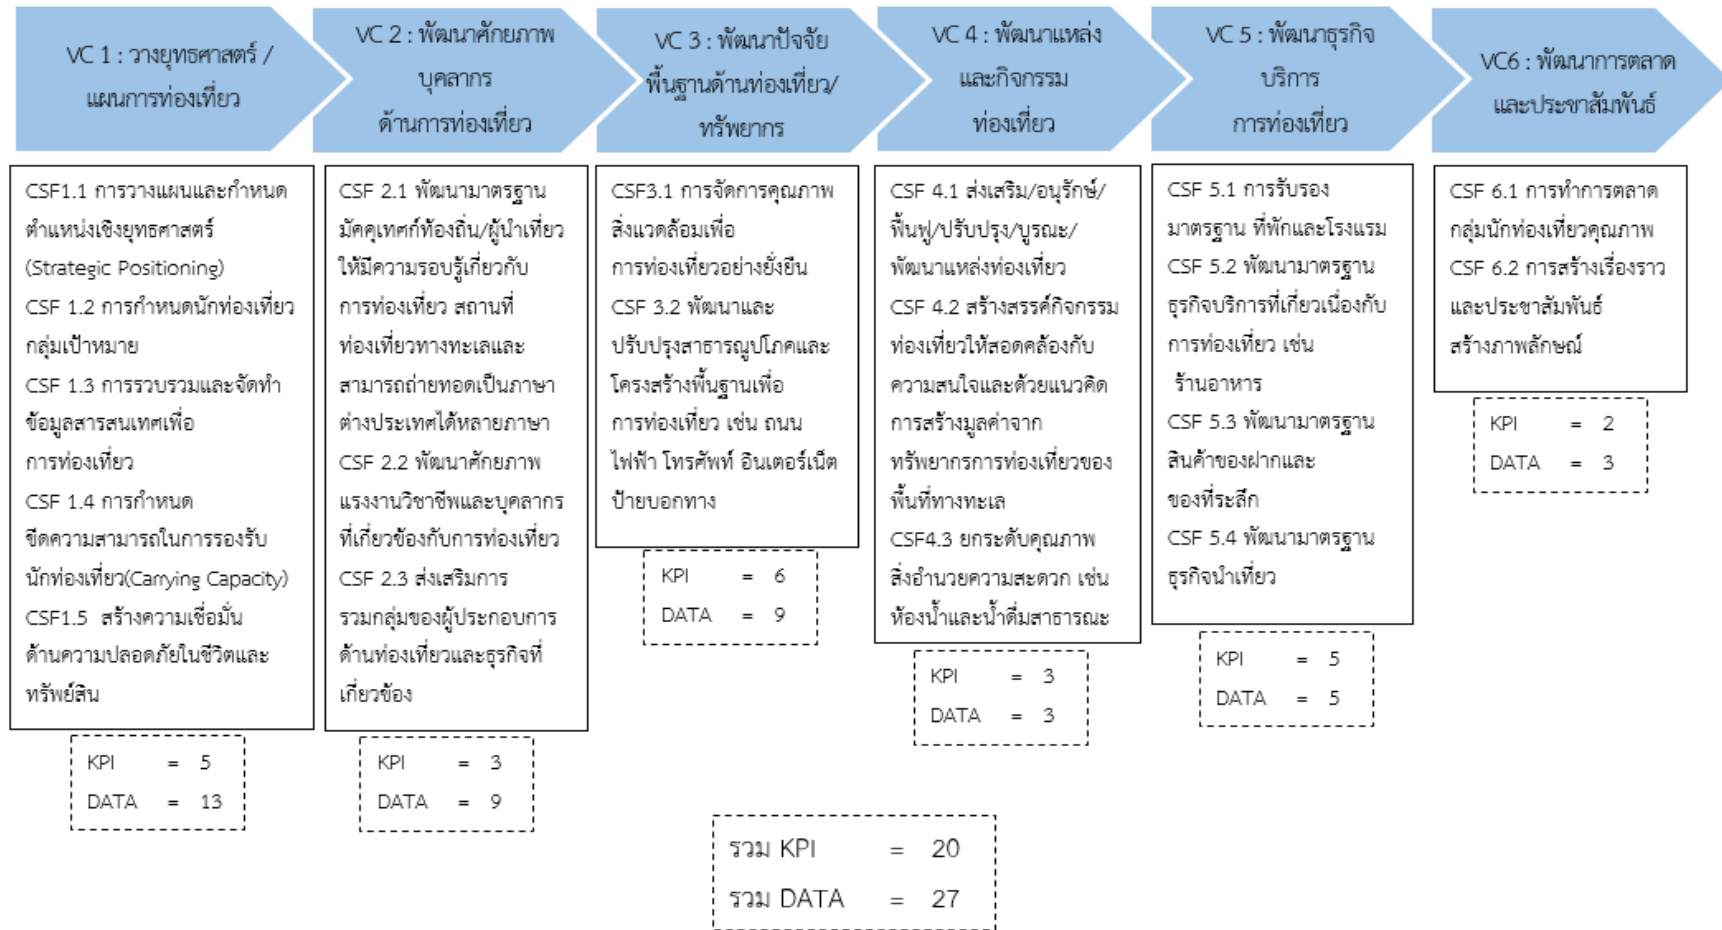 VC 1 : วางยุทธศาสตร์ /
แผนการท่องเที่ยว
VC 2 : พัฒนาศักยภาพ
บุคลากร
ด้านการท่องเที่ยว
VC 3 : พัฒนาปัจจัย
พื้นฐานด้านท่องเที่ยว/
ทรัพยากร
VC 4 : พัฒนาแหล่ง
และกิจกรรม
ท่องเที่ยว
VC 5 : พัฒนาธุรกิจ
บริการ
การท่องเที่ยว
VC6 : พัฒนาการตลาด
และประชาสัมพันธ์
CSF1.1 การวางแผนและกำหนด
ตำแหน่งเชิงยุทธศาสตร์
(Strategic Positioning)
CSF 1.2 การกำหนดนักท่องเที่ยว
กลุ่มเป้าหมาย
CSF 1.3 การรวบรวมและจัดทำ
ข้อมูลสารสนเทศเพื่อ
การท่องเที่ยว
CSF 1.4 การกำหนด
ขีดความสามารถในการรองรับ
นักท่องเที่ยว(Carrying Capacity)
CSF1.5 สร้างความเชื่อมั่น
ด้านความปลอดภัยในชีวิตและ
ทรัพย์สิน
KPI = 5
DATA = 13
CSF 2.1 พัฒนามาตรฐาน
มัคคุเทศก์ท้องถิ่น/ผู้นำเที่ยว
ให้มีความรอบรู้เกี่ยวกับ
การท่องเที่ยว สถานที่
ท่องเที่ยวทางทะเลและ
สามารถถ่ายทอดเป็นภาษา
ต่างประเทศได้หลายภาษา
CSF 2.2 พัฒนาศักยภาพ
แรงงานวิชาชีพและบุคลากร
ที่เกี่ยวข้องกับการท่องเที่ยว
CSF 2.3 ส่งเสริมการ
รวมกลุ่มของผู้ประกอบการ
ด้านท่องเที่ยวและธุรกิจที่
เกี่ยวข้อง
KPI = 3
DATA = 9
CSF3.1 การจัดการคุณภาพ
สิ่งแวดล้อมเพื่อ
การท่องเที่ยวอย่างยั่งยืน
CSF 3.2 พัฒนาและ
ปรับปรุงสาธารณูปโภคและ
โครงสร้างพื้นฐานเพื่อ
การท่องเที่ยว เช่น ถนน
ไฟฟ้า โทรศัพท์ อินเตอร์เน็ต
ป้ายบอกทาง
KPI = 6
DATA = 9
CSF 4.1 ส่งเสริม/อนุรักษ์/
ฟื้นฟู/ปรับปรุง/บูรณะ/
พัฒนาแหล่งท่องเที่ยว
CSF 4.2 สร้างสรรค์กิจกรรม
ท่องเที่ยวให้สอดคล้องกับ
ความสนใจและด้วยแนวคิด
การสร้างมูลค่าจาก
ทรัพยากรการท่องเที่ยวของ
พื้นที่ทางทะเล
CSF4.3 ยกระดับคุณภาพ
สิ่งอำนวยความสะดวก เช่น
ห้องน้ำและน้ำดื่มสาธารณะ
KPI = 3
DATA = 3
CSF 5.1 การรับรอง
มาตรฐาน ที่พักและโรงแรม
CSF 5.2 พัฒนามาตรฐาน
ธุรกิจบริการที่เกี่ยวเนื่องกับ
การท่องเที่ยว เช่น
ร้านอาหาร
CSF 5.3 พัฒนามาตรฐาน
สินค้าของฝากและ
ของที่ระลึก
CSF 5.4 พัฒนามาตรฐาน
ธุรกิจนำเที่ยว
KPI = 5
DATA = 5
CSF 6.1 การทำการตลาด
กลุ่มนักท่องเที่ยวคุณภาพ
CSF 6.2 การสร้างเรื่องราว
และประชาสัมพันธ์
สร้างภาพลักษณ์
KPI = 2
DATA = 3
รวม KPI = 20
รวม DATA = 27